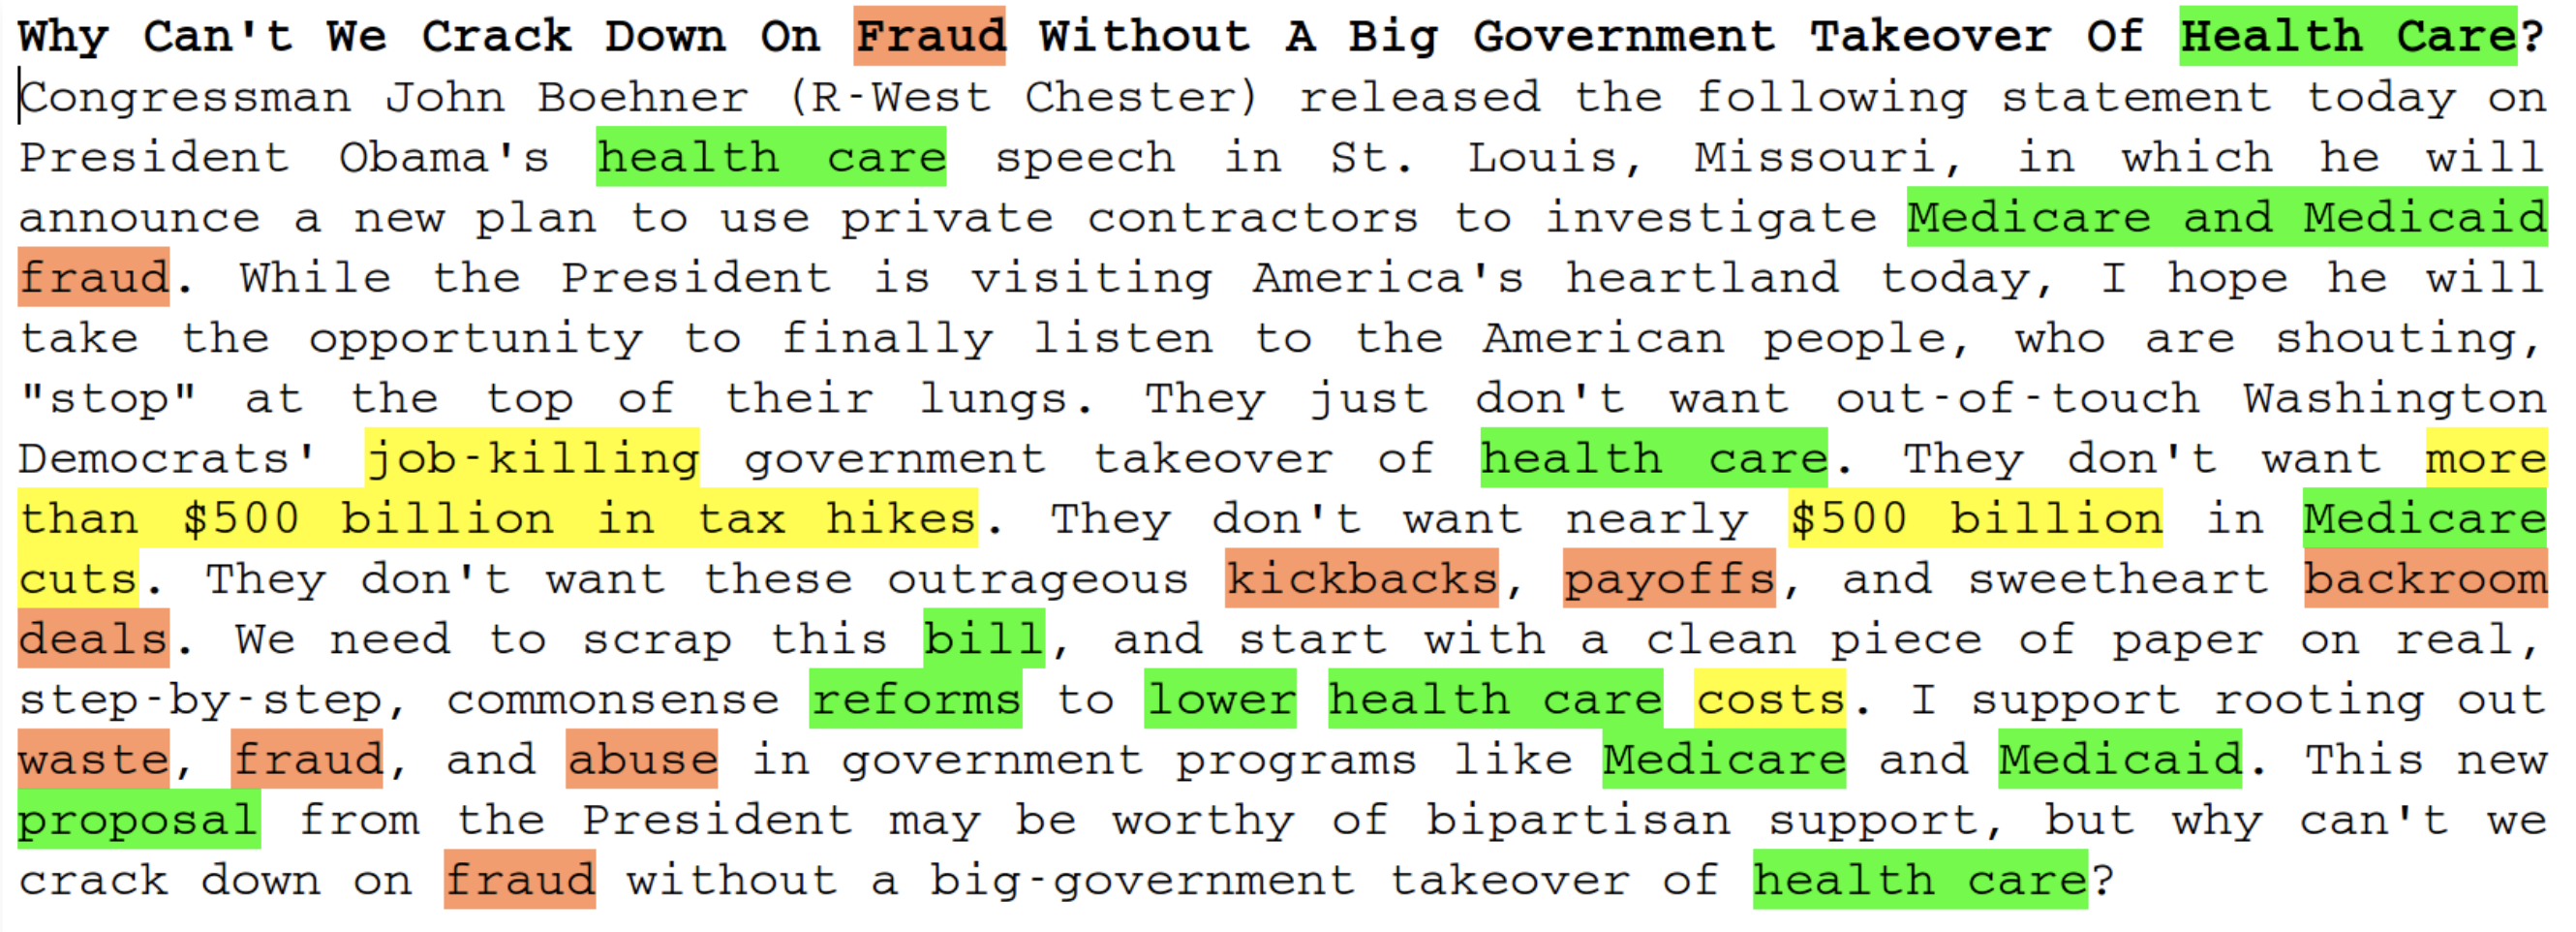 Why Can't We Crack Down On Fraud Without A Big Government Takeover Of Health Care?
Congressman John Boehner (R-West Chester) released the following statement today on
President Obama's health care speech in St. Louis, Missouri, in which he will
announce a new plan to use private contractors to investigate Medicare and Medicaid
fraud. While the President is visiting America's heartland today, I hope he will
take the opportunity to finally listen to the American people, who are shouting,
"stop" at the top of their lungs. They just don't want out-of-touch Washington
Democrats' job-killing government takeover of health care. They don't want more
than $500 billion in tax hikes. They don't want nearly $500 billion in Medicare
cuts. They don't want these outrageous kickbacks, payoffs, and sweetheart backroom
deals. We need to scrap this bill, and start with a clean piece of paper on real,
step-by-step, commonsense reforms to lower health care costs. I support rooting out
waste, fraud, and abuse in government programs like Medicare and Medicaid. This new
proposal from the President may be worthy of bipartisan support, but why can't we
crack down on fraud without a big-government takeover of health care?